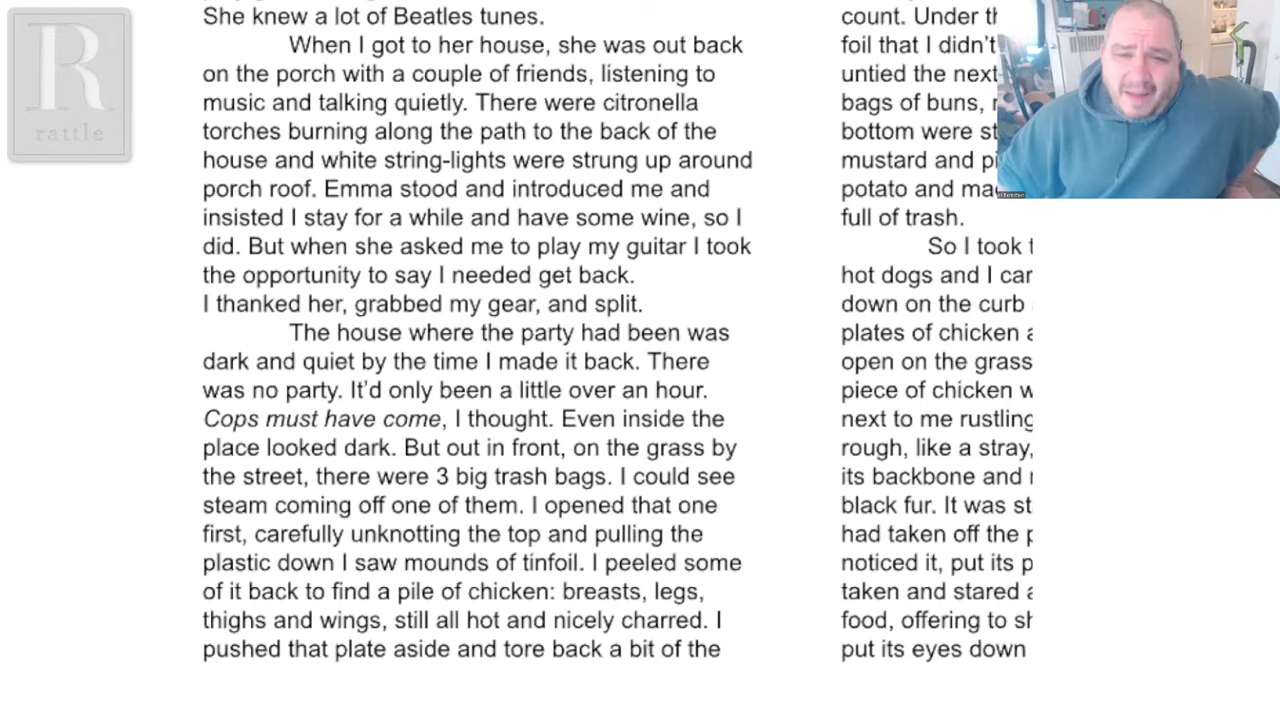 R
rattle
She knew a lot of Beatles tunes.
When I got to her house, she was out back
on the porch with a couple of friends, listening to
music and talking quietly. There were citronella
torches burning along the path to the back of the
house and white string-lights were strung up around
porch roof. Emma stood and introduced me and
insisted I stay for a while and have some wine, so I
did. But when she asked me to play my guitar I took
the opportunity to say I needed get back.
I thanked her, grabbed my gear, and split.
The house where the party had been was
dark and quiet by the time I made it back. There
was no party. It’d only been a little over an hour.
Cops must have come, I thought. Even inside the
place looked dark. But out in front, on the grass by
the street, there were 3 big trash bags. I could see
steam coming off one of them. I opened that one
first, carefully unknotting the top and pulling the
plastic down I saw mounds of tinfoil. I peeled some
of it back to find a pile of chicken: breasts, legs,
thighs and wings, still all hot and nicely charred. I
pushed that plate aside and tore back a bit of the
count. Under
foil that I didn’t
untied the next
bags of buns,
bottom were
mustard and
potato and
full of trash.
So I took
hot dogs and I
down on the curb
plates of chicken
open on the grass
piece of chicken
next to me rustling
rough, like a stray,
its backbone and
black fur. It was
had taken off the
noticed it, put its
taken and stared
food, offering to
put its eyes down